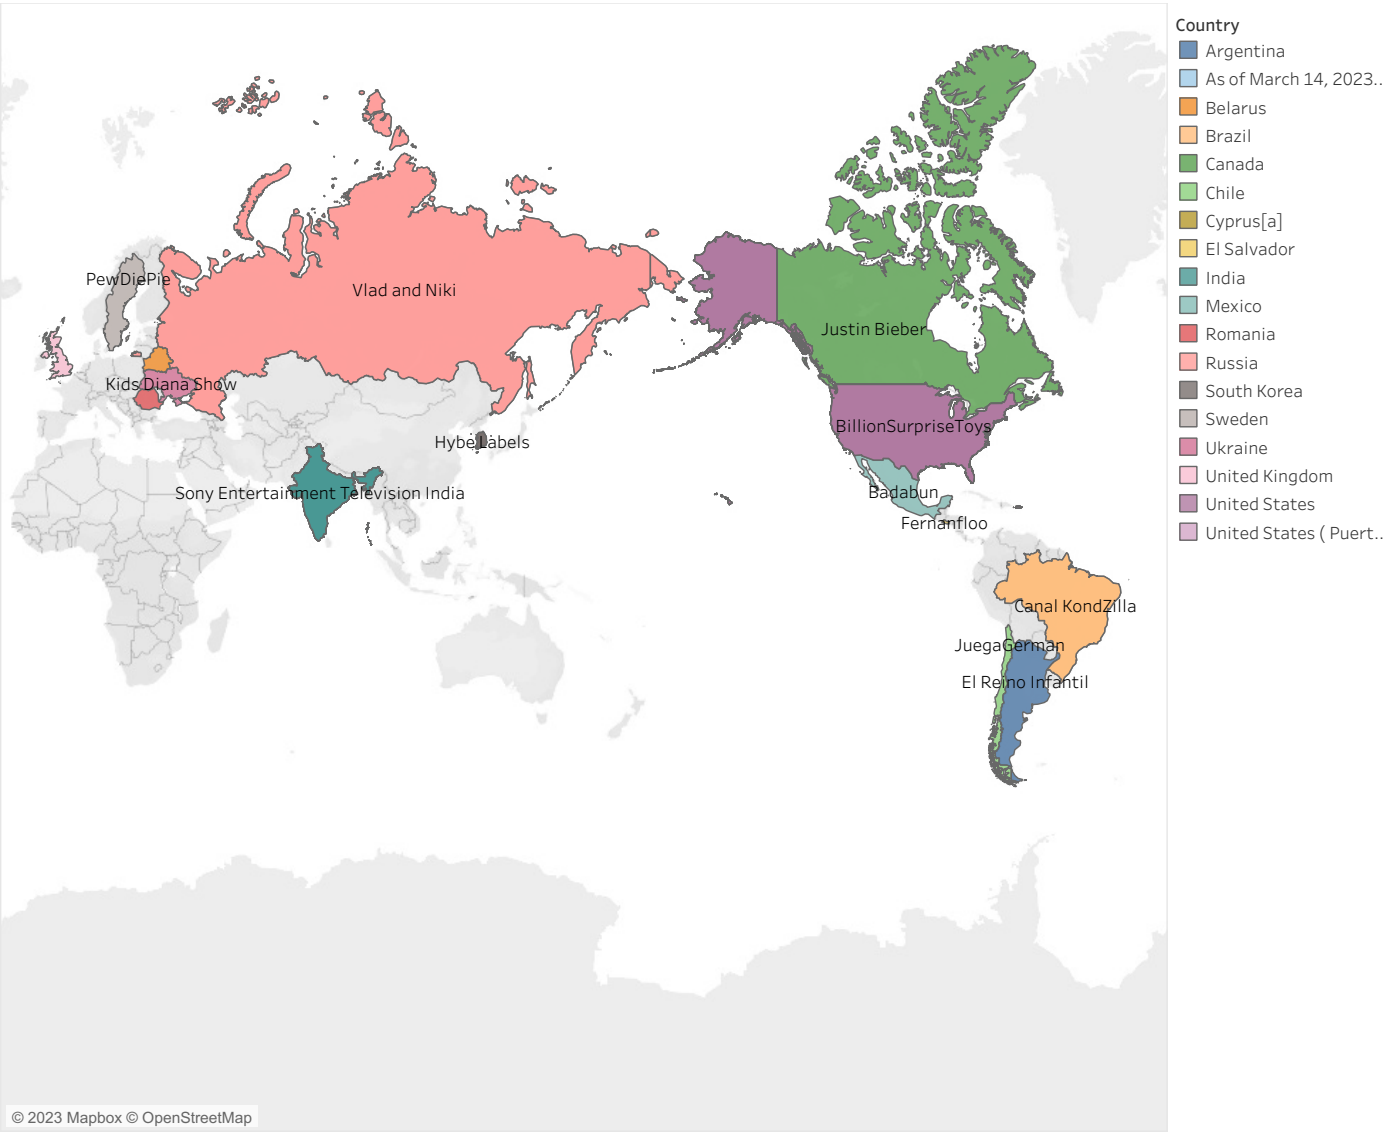 Country
Argentina
As of March 14, 2023..
Belarus
Brazil
Canada
Chile
Cyprus[a]
El Salvador
India
Mexico
Romania
Russia
South Korea
Sweden
Ukraine
United Kingdom
United States
United States ( Puert..
PewDiePie
Vlad and Niki
Justin Bieber
Kids Diana Show
BillionSurpriseToys
Hybe Labels
Sony Entertainment Television India
Badabun
Fernanfloo
Canal KondZilla
JuegaGerman
El Reino Infantil
© 2023 Mapbox © OpenStreetMap